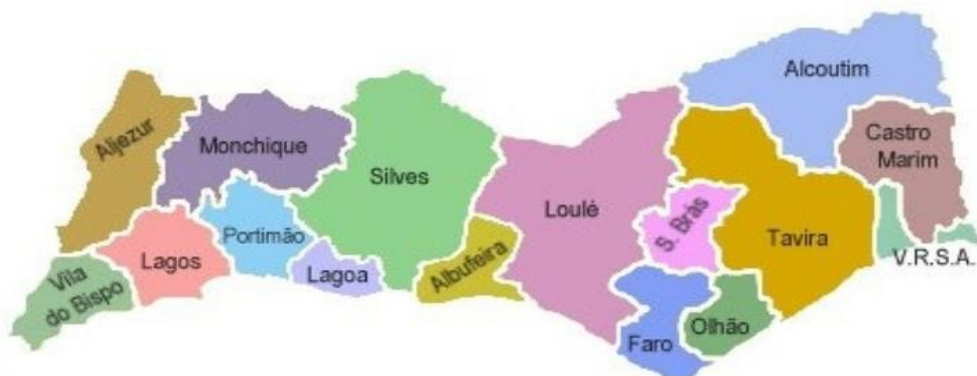 Alcoutim
Aljezur
Monchique
Castro
Marim
Silves
Loulé
S. Brás
Portimão
Tavira
Lagos
Albufeira
V.R.S.A.
Lagoa
Vila
do Bispo
Olhão
Faro